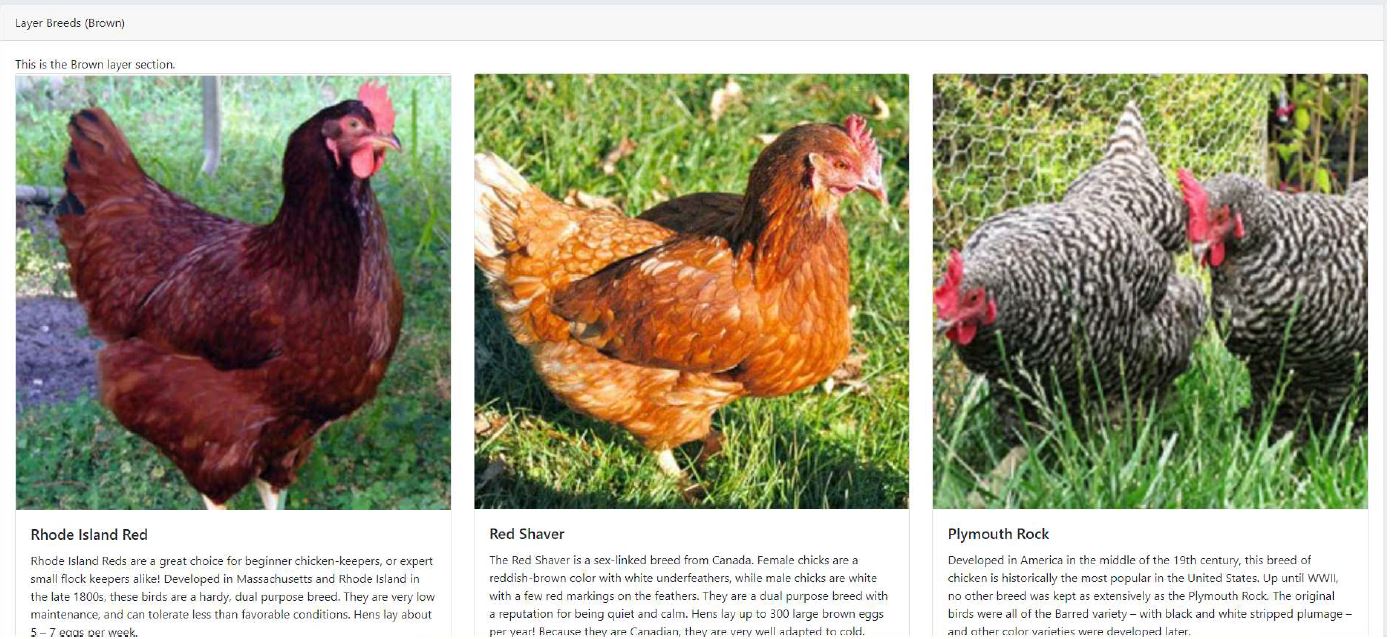 Layer Breeds (Brown)
This is the Brown layer section.
Rhode Island Red
Rhode Island Reds are a great choice for beginner chicken-keepers, or expert
small flock keepers alike! Developed in Massachusetts and Rhode Island in
the late 1800s, these birds are a hardy, dual purpose breed. They are very low
maintenance, and can tolerate less than favorable conditions. Hens lay about
5 – 7 eggs per week.
Red Shaver
The Red Shaver is a sex-linked breed from Canada. Female chicks are a
reddish-brown color with white underfeathers, while male chicks are white
with a few red markings on the feathers. They are a dual purpose breed with
a reputation for being quiet and calm. Hens lay up to 300 large brown eggs
per year! Because they are Canadian, they are very well adapted to cold.
Plymouth Rock
Developed in America in the middle of the 19th century, this breed of
chicken is historically the most popular in the United States. Up until WWII,
no other breed was kept as extensively as the Plymouth Rock. The original
birds were all of the Barred variety – with black and white stripped plumage –
and other color varieties were developed later.